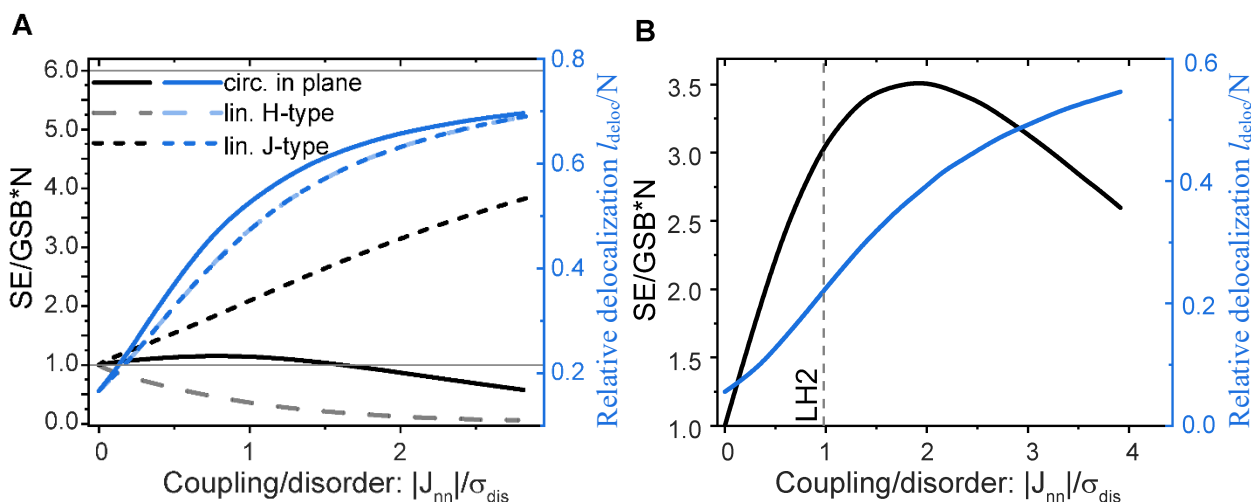 A
6.0
5.0
4.0
3.0
2.0
1.0
0.0
SE/GSB*N
circ. in plane
lin. H-type
lin. J-type
0.8
0.6
0.4
0.2
Relative delocalization l_deloc/N
0 1 2
Coupling/disorder: |J_nn|/σ_dis
B
3.5
3.0
2.5
2.0
1.5
1.0
SE/GSB*N
LH2
0.6
0.4
0.2
0.0
Relative delocalization l_deloc/N
0 1 2 3 4
Coupling/disorder: |J_nn|/σ_dis